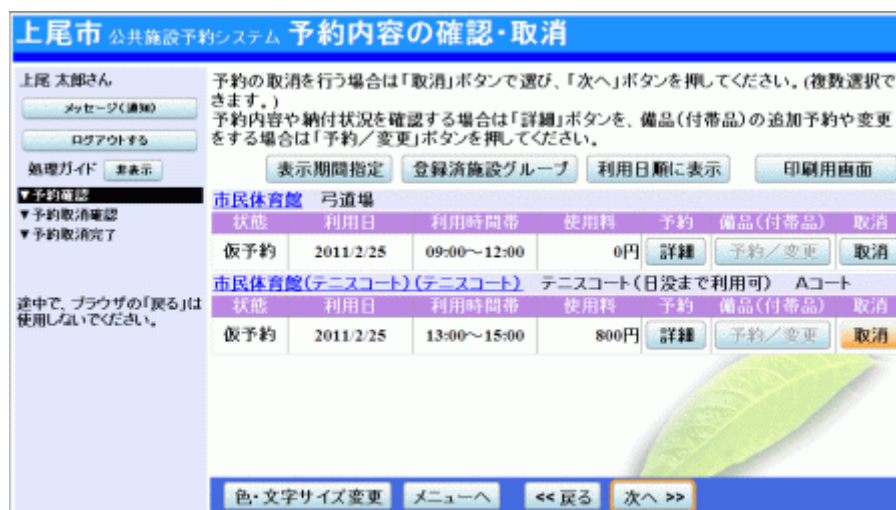 上尾市 公共施設予約システム 予約内容の確認・取消
上尾 太郎さん
メッセージ(通知)
ログアウトする
処理ガイド 非表示
▼予約確認
▼予約取消確認
▼予約取消完了
途中で、ブラウザの「戻る」は
使用しないでください。
予約の取消を行う場合は「取消」ボタンで選び、「次へ」ボタンを押してください。(複数選択で
きます。)
予約内容や納付状況を確認する場合は「詳細」ボタンを、備品(付帯品)の追加予約や変更
をする場合は「予約／変更」ボタンを押してください。
表示期間指定 登録済施設グループ 利用日順に表示 印刷用画面
市民体育館 弓道場
状態 利用日 利用時間帯 使用料 予約 備品(付帯品) 取消
仮予約 2011/2/25 09:00～12:00 0円 詳細 予約／変更 取消
市民体育館(テニスコート)(テニスコート) テニスコート(日没まで利用可) Aコート
状態 利用日 利用時間帯 使用料 予約 備品(付帯品) 取消
仮予約 2011/2/25 13:00～15:00 800円 詳細 予約／変更 取消
色・文字サイズ変更 メニューへ << 戻る 次へ >>